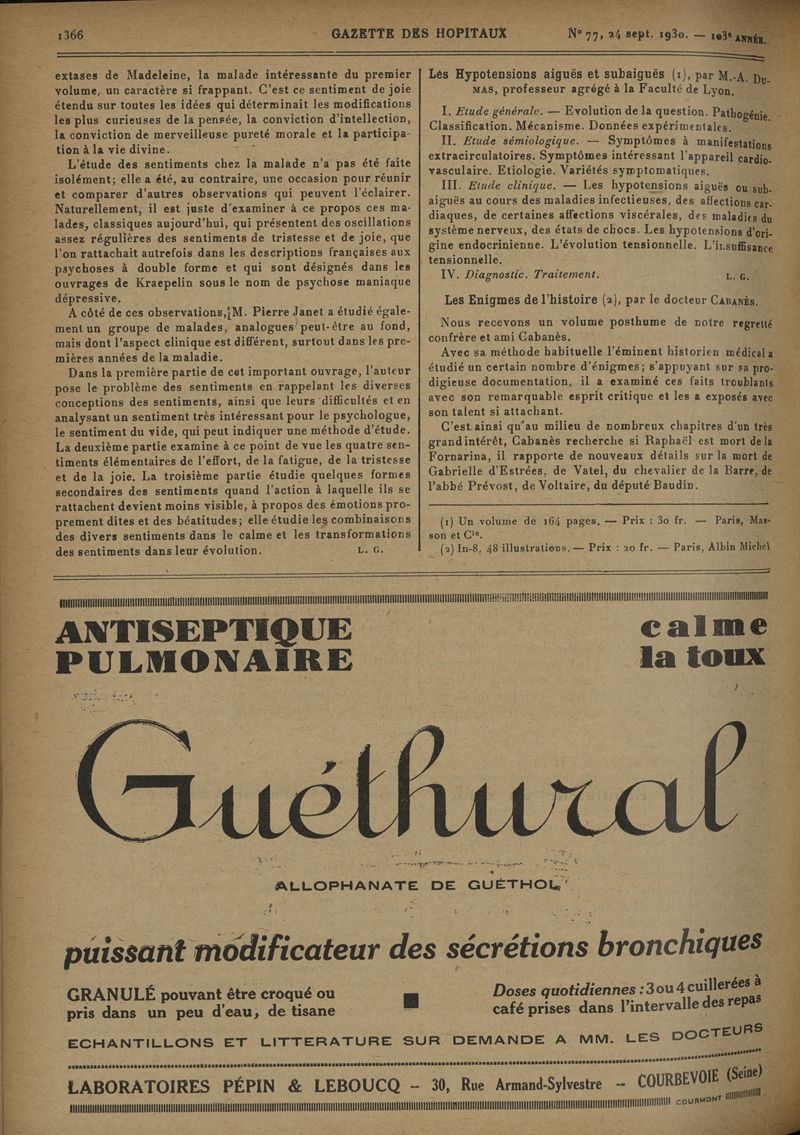 1366
GAZETTE DES HOPITAUX
N° 77, 24 sept. 1930. — 103e ANNÉE.
extases de Madeleine, la malade intéressante du premier
volume, un caractère si frappant. C'est ce sentiment de joie
étendu sur toutes les idées qui déterminait les modifications
les plus curieuses de la pensée, la conviction d'intellection,
la conviction de merveilleuse pureté morale et la participa-
tion à la vie divine.
L'étude des sentiments chez la malade n'a pas été faite
isolément; elle a été, au contraire, une occasion pour réunir
et comparer d'autres observations qui peuvent l'éclairer.
Naturellement, il est juste d'examiner à ce propos ces ma-
lades, classiques aujourd'hui, qui présentent des oscillations
assez régulières des sentiments de tristesse et de joie, que
l'on rattachait autrefois dans les descriptions françaises aux
psychoses à double forme et qui sont désignés dans les
ouvrages de Kraepelin sous le nom de psychose maniaque
dépressive.
A côté de ces observations, M. Pierre Janet a étudié égale-
ment un groupe de malades, analogues peut-être au fond,
mais dont l'aspect clinique est différent, surtout dans les pre-
mières années de la maladie.
Dans la première partie de cet important ouvrage, l'auteur
pose le problème des sentiments en rappelant les diverses
conceptions des sentiments, ainsi que leurs difficultés et en
analysant un sentiment très intéressant pour le psychologue,
le sentiment du vide, qui peut indiquer une méthode d'étude.
La deuxième partie examine à ce point de vue les quatre sen-
timents élémentaires de l'effort, de la fatigue, de la tristesse
et de la joie. La troisième partie étudie quelques formes
secondaires des sentiments quand l'action à laquelle ils se
rattachent devient moins visible, à propos des émotions pro-
prement dites et des béatitudes; elle étudie les combinaisons
des divers sentiments dans le calme et les transformations
des sentiments dans leur évolution. L. G.
Les Hypotensions aiguës et subaiguës (1), par M.-A. DU-
MAS, professeur agrégé à la Faculté de Lyon.
I. Etude générale. — Evolution de la question. Pathogénie.
Classification. Mécanisme. Données expérimentales.
II. Etude sémiologique. — Symptômes à manifestations
extracirculatoires. Symptômes intéressant l'appareil cardio-
vasculaire. Etiologie. Variétés symptomatiques.
III. Etude clinique. — Les hypotensions aiguës ou sub-
aiguës au cours des maladies infectieuses, des affections car-
diaques, de certaines affections viscérales, des maladies du
système nerveux, des états de chocs. Les hypotensions d'ori-
gine endocrinienne. L'évolution tensionnelle. L'insuffisance
tensionnelle.
IV. Diagnostic. Traitement. L. G.
Les Enigmes de l'histoire (2), par le docteur CABANÈS.
Nous recevons un volume posthume de notre regretté
confrère et ami Cabanès.
Avec sa méthode habituelle l'éminent historien médical a
étudié un certain nombre d'énigmes; s'appuyant sur sa pro-
digieuse documentation, il a examiné ces faits troublants
avec son remarquable esprit critique et les a exposés avec
son talent si attachant.
C'est ainsi qu'au milieu de nombreux chapitres d'un très
grand intérêt, Cabanès recherche si Raphaël est mort de la
Fornarina, il rapporte de nouveaux détails sur la mort de
Gabrielle d'Estrées, de Vatel, du chevalier de la Barre, de
l'abbé Prévost, de Voltaire, du député Baudin.
(1) Un volume de 164 pages. — Prix : 30 fr. — Paris, Mas-
son et Cie.
(2) In-8, 48 illustrations. — Prix : 20 fr. — Paris, Albin Michel
ANTISEPTIQUE
PULMONAIRE
calme
la toux
Guéthural
ALLOPHANATE DE GUÉTHOL
puissant modificateur des sécrétions bronchiques
GRANULÉ pouvant être croqué ou
pris dans un peu d'eau, de tisane
Doses quotidiennes : 3 ou 4 cuillerées à
café prises dans l'intervalle des repas
ECHANTILLONS ET LITTERATURE SUR DEMANDE A MM. LES DOCTEURS
LABORATOIRES PÉPIN & LEBOUCQ -- 30, Rue Armand-Sylvestre -- COURBEVOIE (Seine)
COURMONT